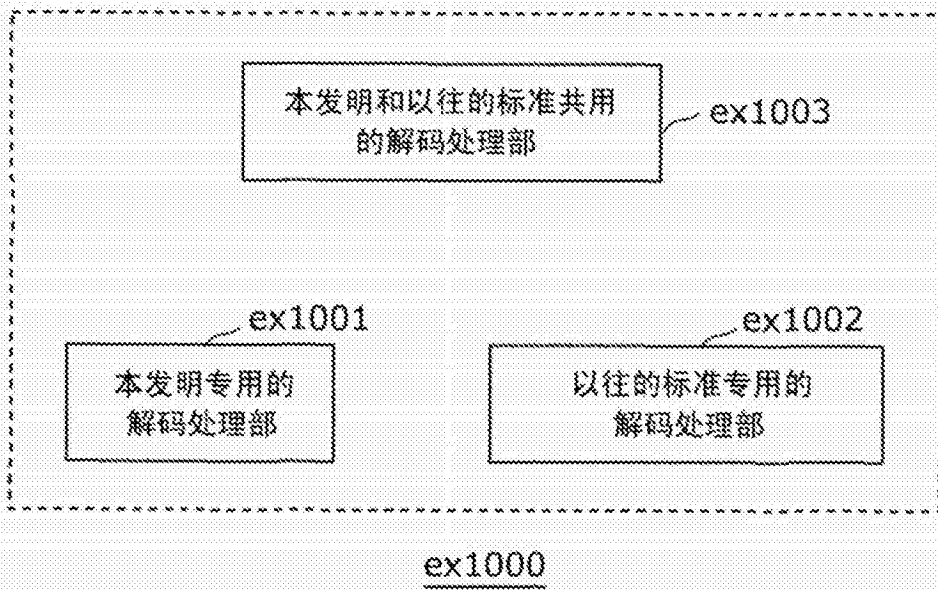 本发明和以往的标准共用
的解码处理部
ex1003
ex1001
本发明专用的
解码处理部
ex1002
以往的标准专用的
解码处理部
ex1000